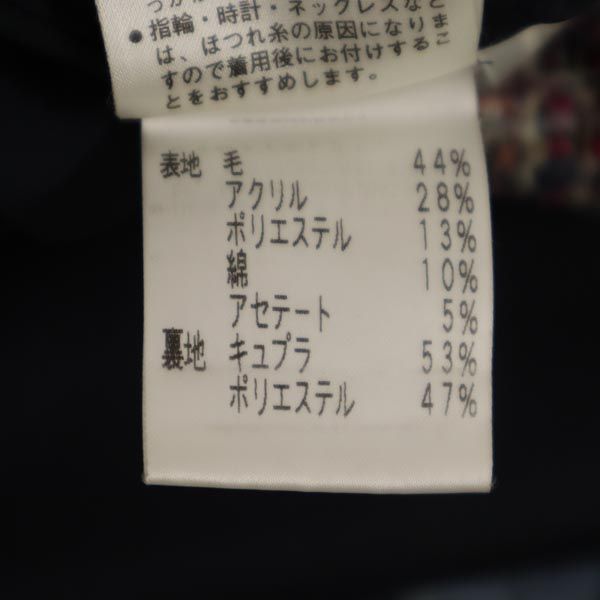 ●指輪・時計・ネックレスなど
は、ほつれ糸の原因になりま
すので着用後にお付けするこ
とをおすすめします。
表地 毛 44%
アクリル 28%
ポリエステル 13%
綿 10%
アセテート 5%
裏地 キュプラ 53%
ポリエステル 47%